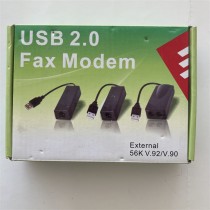 USB 2.0
Fax Modem
External
56K V.92/V.90